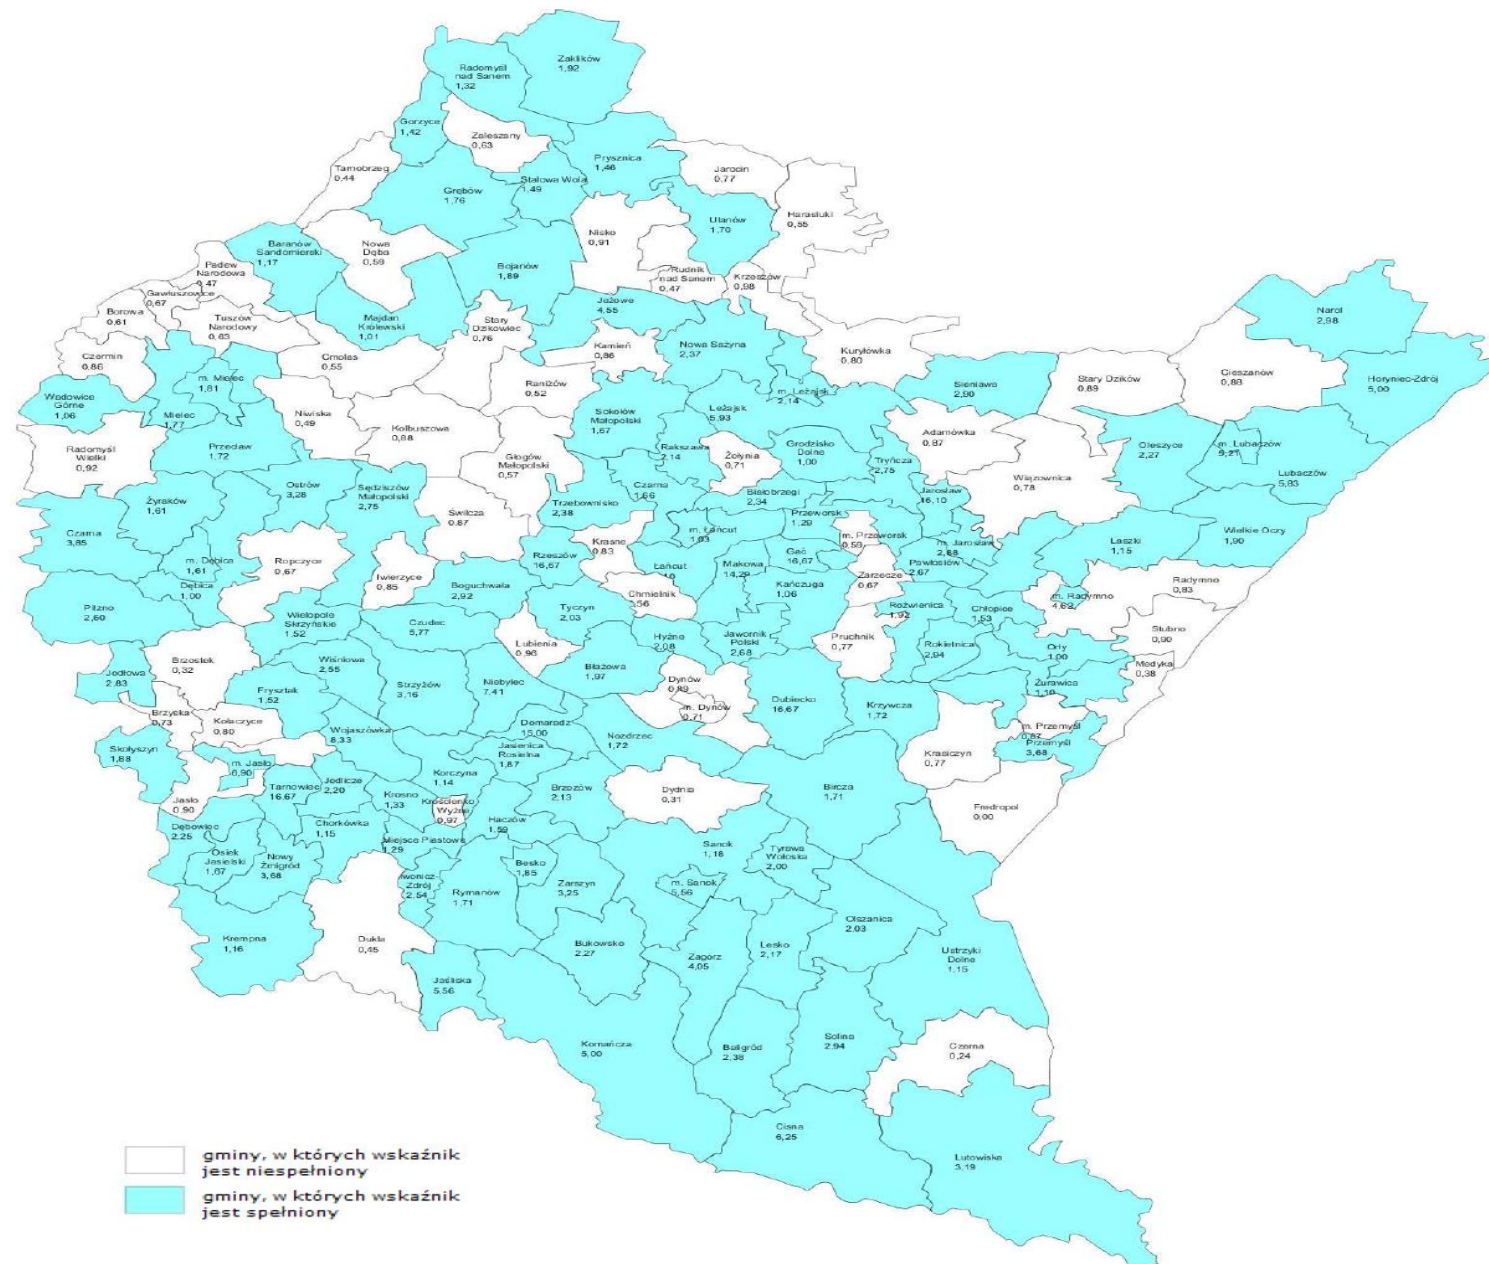 Zaklików
1,92
Radomyśl
nad Sanem
1,32
Gorzyce
1,42
Zaleszany
0,63
Prysznica
1,46
Jarocin
0,77
Tarnobrzeg
0,44
Grębów
1,76
Stalowa Wola
1,49
Ulanów
1,70
Harasiuki
0,55
Nisko
0,91
Nowa
Dęba
0,58
Baranów
Sandomierski
1,17
Padew
Narodowa
0,47
Bojanów
1,89
Rudnik
nad Sanem
0,47
Krzeszów
0,98
Gawłuszowice
0,67
Borowa
0,61
Tuszów
Narodowy
0,63
Majdan
Królewski
1,01
Stary
Dzikowiec
0,76
Jeżowe
4,55
Narol
2,98
Czermin
0,86
Cmolas
0,55
Kamień
0,86
Nowa Sażyna
2,37
Kuryłówka
0,80
Cieszanów
0,88
Stary Dzików
0,89
Horyniec-Zdrój
5,00
Sieniawa
2,90
m. Mielec
1,81
Wadowice
Górne
1,06
Mielec
1,77
Niwiska
0,49
Raniżów
0,52
Kolbuszowa
0,88
Sokołów
Małopolski
1,67
Leżajsk
5,93
m. Leżajsk
2,14
Adamówka
0,87
Oleszyce
2,27
m. Lubaczów
9,21
Lubaczów
5,83
Radomyśl
Wielki
0,92
Przecław
1,72
Głogów
Małopolski
0,57
Rakszawa
2,14
Żołynia
0,71
Grodzisko
Dolne
1,00
Tryńcza
2,75
Wiązownica
0,78
Ostrów
3,28
Sędziszów
Małopolski
2,75
Żyraków
1,61
Czarna
1,66
Trzebownisko
2,38
Białobrzegi
2,34
Jarosław
16,10
Świlcza
0,87
Przeworsk
1,29
m. Przeworsk
0,59
m. Łańcut
1,03
Krasne
0,83
Czarna
3,85
Wielkie Oczy
1,90
Laszki
1,15
m. Jarosław
2,88
Pawłosiów
2,67
Gać
16,67
m. Dębica
1,61
Ropczyce
0,67
Iwierzyce
0,85
Rzeszów
16,67
Łańcut
Makowa
14,29
Zarzecze
0,67
Radymno
0,83
m. Radymno
4,62
Dębica
1,00
Pilzno
2,60
Boguchwała
2,92
Chmielnik
Kańczuga
1,06
Tyczyn
2,03
Roźwienica
1,92
Chłopice
1,53
Stubno
0,90
Wielopole
Skrzyńskie
1,52
Czudec
5,77
Lubenia
0,96
Hyżne
2,08
Jawornik
Polski
2,68
Pruchnik
0,77
Rokietnica
2,94
Orły
1,00
Medyka
0,38
Brzostek
0,32
Jodłowa
2,83
Wiśniowa
2,55
Błażowa
1,97
Żurawica
1,10
Strzyżów
3,16
Niebylec
7,41
Dynów
0,89
Frysztak
1,52
m. Dynów
0,71
Dubiecko
16,67
Krzywcza
1,72
Brzyska
0,73
Kołaczyce
0,80
m. Przemyśl
Przemyśl
3,68
Domaradz
15,00
Wojaszówka
8,33
Nozdrzec
1,72
Skołyszyn
1,88
Jasienica
Rosielna
1,87
Krasiczyn
0,77
m. Jasło
6,90
Korczyna
1,14
Jedlicze
2,20
Tarnowiec
16,67
Brzozów
2,13
Dydnia
0,31
Bircza
1,71
Krosno
1,33
Krościenko
Wyżne
0,97
Jasło
0,90
Fredropol
0,00
Dębowiec
2,25
Chorkówka
1,15
Haczów
1,59
Miejsce Piastowe
1,29
Sanok
1,18
Tyrawa
Wołoska
2,00
Osiek
Jasielski
1,07
Nowy
Żmigród
3,68
Besko
1,85
Iwonicz-
Zdrój
2,54
Zarszyn
3,25
m. Sanok
5,56
Rymanów
1,71
Olszanica
2,03
Krempna
1,16
Dukla
0,45
Bukowsko
2,27
Lesko
2,17
Zagorz
4,05
Ustrzyki
Dolne
1,15
Jaśliska
5,56
Komańcza
5,00
Solina
2,94
Baligród
2,38
Czarna
0,24
Cisna
6,25
Lutowiska
3,19
gminy, w których wskaźnik
jest niespełniony
gminy, w których wskaźnik
jest spełniony